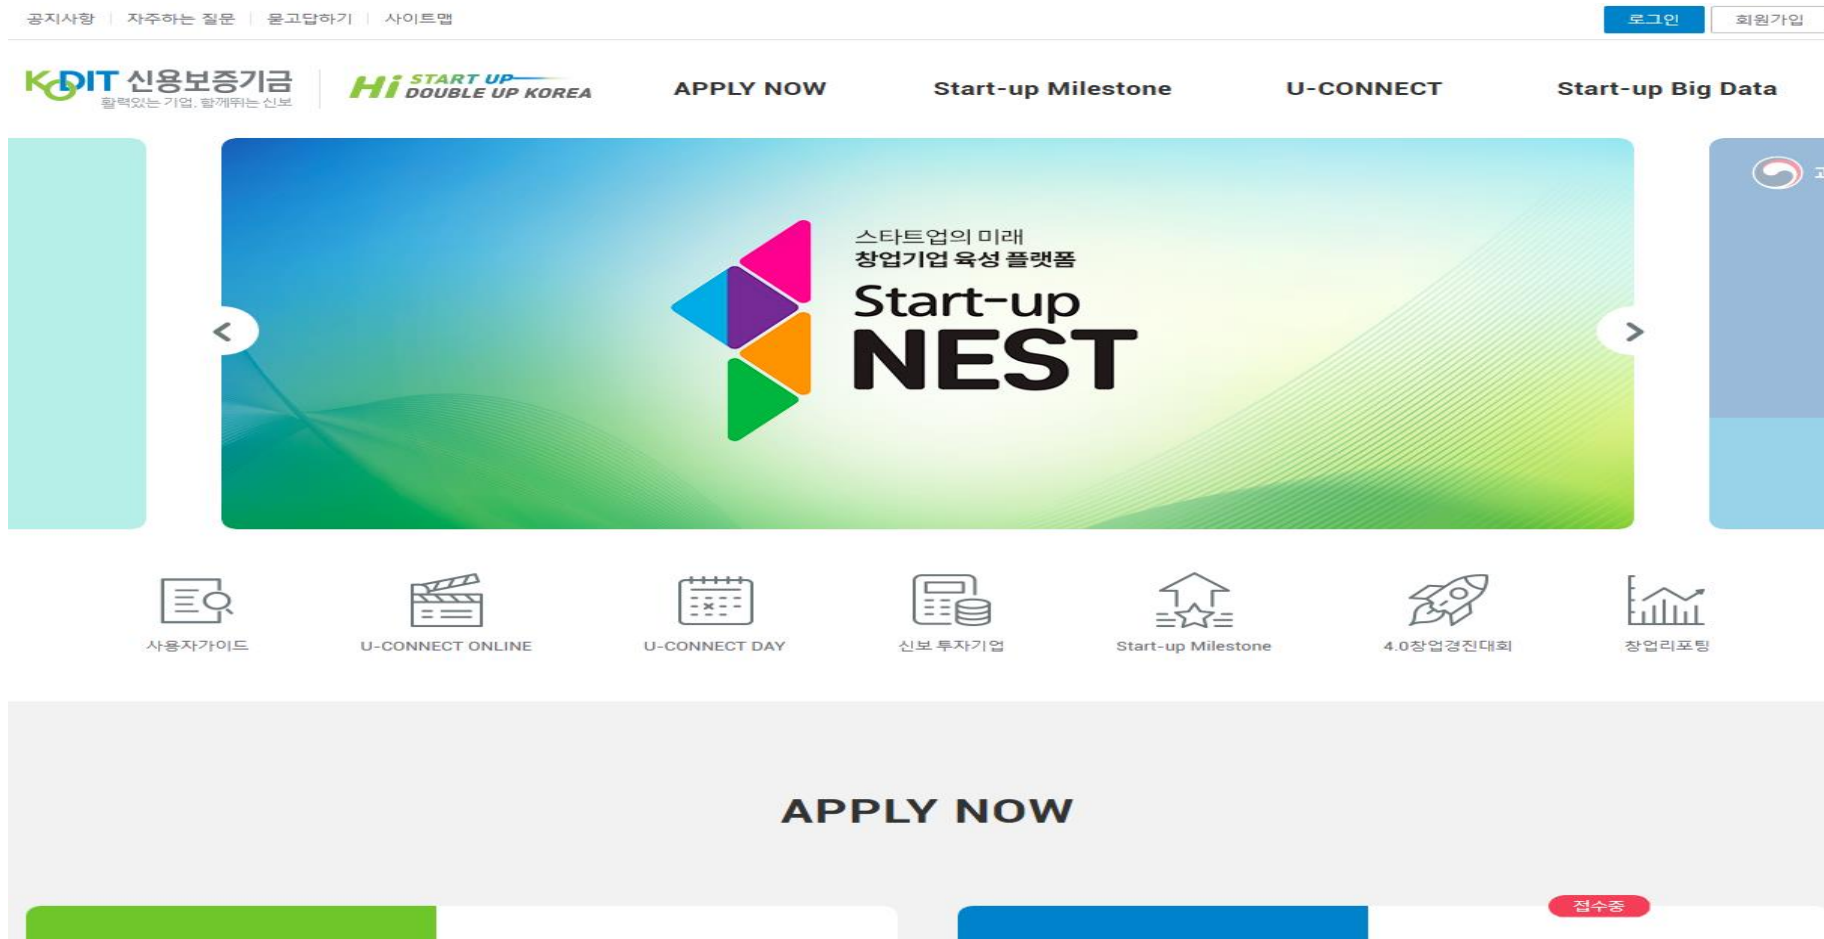 공지사항 자주하는 질문 묻고답하기 사이트맵 로그인 회원가입
KODIT 신용보증기금
활력있는 기업, 함께뛰는 신보
Hi START UP
DOUBLE UP KOREA
APPLY NOW Start-up Milestone U-CONNECT Start-up Big Data
스타트업의 미래
창업기업 육성 플랫폼
Start-up
NEST
사용자가이드 U-CONNECT ONLINE U-CONNECT DAY 신보 투자기업 Start-up Milestone 4.0창업경진대회 창업리포팅
APPLY NOW
접수중